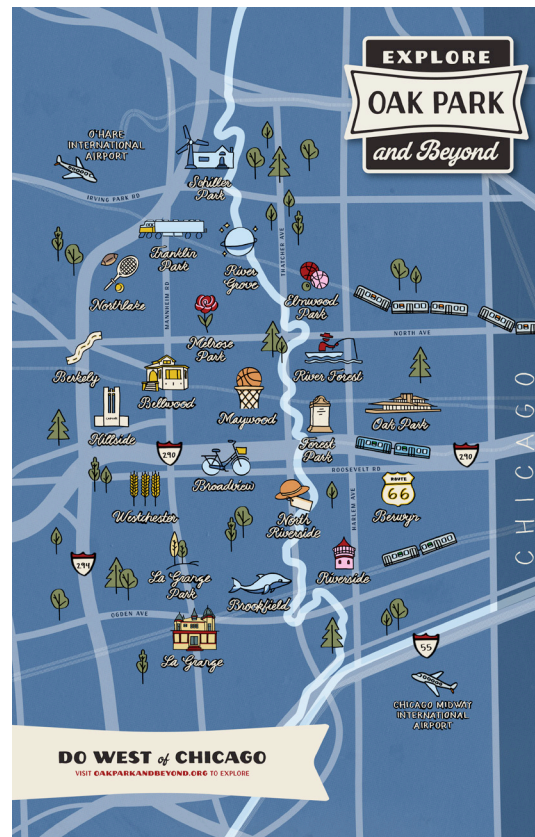 EXPLORE
OAK PARK
and Beyond
O'HARE
INTERNATIONAL
AIRPORT
Schiller
Park
IRVING PARK RD
Franklin
Park
River
Grove
THATCHER AVE
Northlake
MANNHEIM RD
Elmwood
Park
Melrose
Park
NORTH AVE
Berkely
River Forest
Bellwood
Maywood
Oak Park
Hillside
Forest
Park
CHICAGO
290
290
ROOSEVELT RD
Broadview
ROUTE
66
Westchester
North
Riverside
HARLEM AVE
Berwyn
294
La Grange
Park
Riverside
Brookfield
OGDEN AVE
La Grange
55
CHICAGO MIDWAY
INTERNATIONAL
AIRPORT
DO WEST of CHICAGO
VISIT OAKPARKANDBEYOND.ORG TO EXPLORE